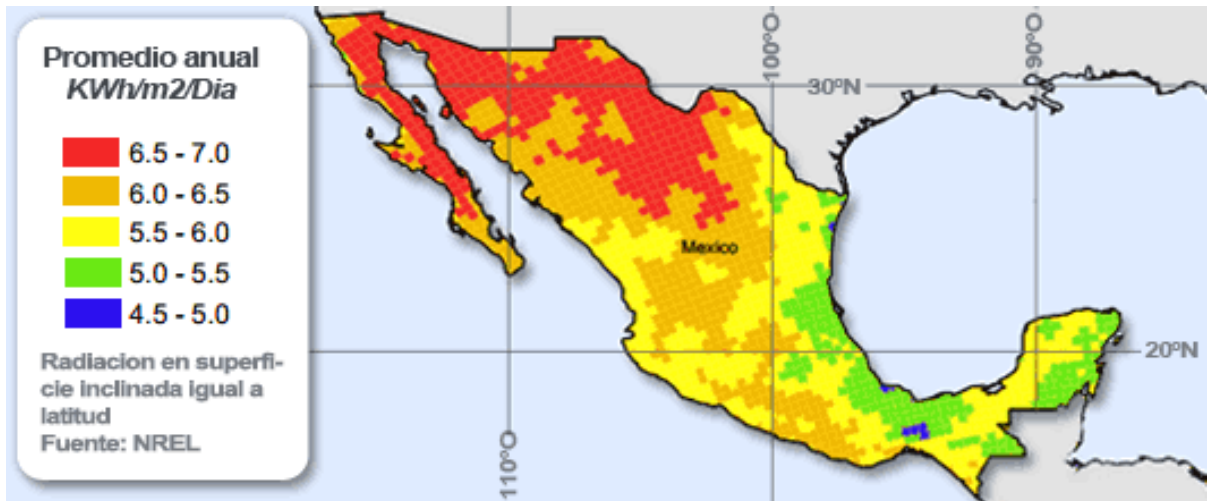 Promedio anual
KWh/m2/Dia
6.5 - 7.0
6.0 - 6.5
5.5 - 6.0
5.0 - 5.5
4.5 - 5.0
Radiacion en superfi-
cie inclinada igual a
latitud
Fuente: NREL
100ºO
90ºO
30ºN
Mexico
20ºN
110ºO